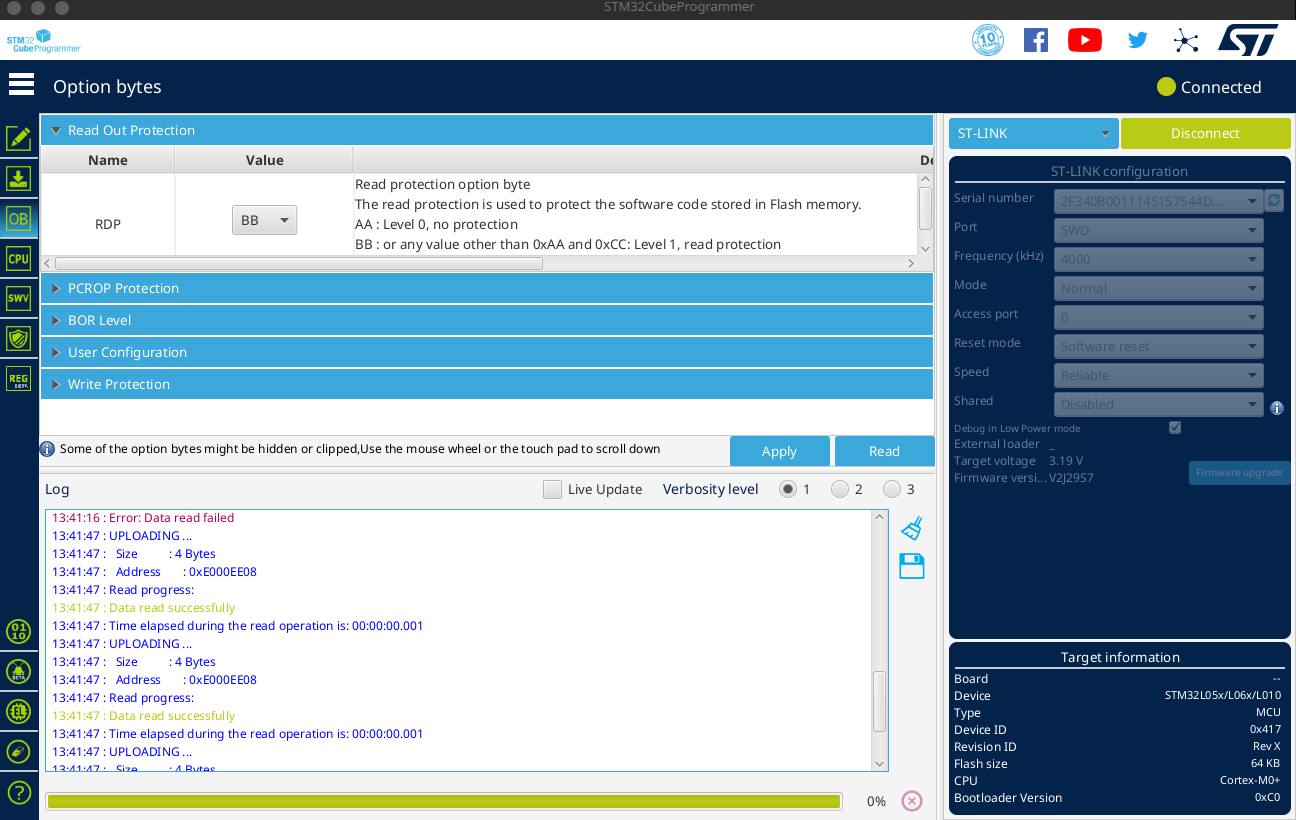 STM32CubeProgrammer
STM32
CubeProgrammer
10
YEARS
Option bytes
Connected
Read Out Protection
Name Value De
RDP
BB
Read protection option byte
The read protection is used to protect the software code stored in Flash memory.
AA : Level 0, no protection
BB : or any value other than 0xAA and 0xCC: Level 1, read protection
PCROP Protection
BOR Level
User Configuration
Write Protection
Some of the option bytes might be hidden or clipped,Use the mouse wheel or the touch pad to scroll down
Apply Read
OB
CPU
SWV
REG
BETA
01
10
BETA
Log
Live Update Verbosity level 1 2 3
13:41:16 : Error: Data read failed
13:41:47 : UPLOADING ...
13:41:47 : Size : 4 Bytes
13:41:47 : Address : 0xE000EE08
13:41:47 : Read progress:
13:41:47 : Data read successfully
13:41:47 : Time elapsed during the read operation is: 00:00:00.001
13:41:47 : UPLOADING ...
13:41:47 : Size : 4 Bytes
13:41:47 : Address : 0xE000EE08
13:41:47 : Read progress:
13:41:47 : Data read successfully
13:41:47 : Time elapsed during the read operation is: 00:00:00.001
13:41:47 : UPLOADING ...
13:41:47 : Size : 4 Bytes
0%
ST-LINK
Disconnect
ST-LINK configuration
Serial number 2F340B0011145157544D...
Port SWD
Frequency (kHz) 4000
Mode Normal
Access port 0
Reset mode Software reset
Speed Reliable
Shared Disabled
Debug in Low Power mode
External loader _
Target voltage 3.19 V
Firmware versi... V2J29S7
Firmware upgrade
Target information
Board --
Device STM32L05x/L06x/L010
Type MCU
Device ID 0x417
Revision ID Rev X
Flash size 64 KB
CPU Cortex-M0+
Bootloader Version 0xC0